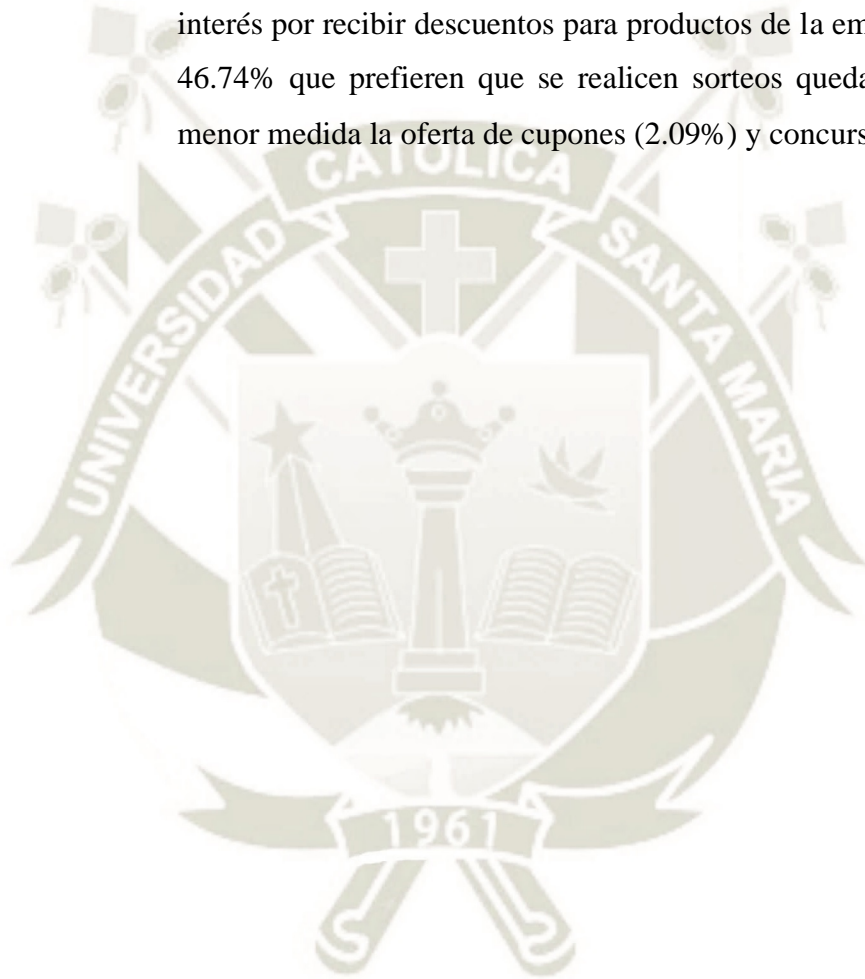 interés por recibir descuentos para productos de la em
46.74% que prefieren que se realicen sorteos queda
menor medida la oferta de cupones (2.09%) y concurs
UNIVERSIDAD CATOLICA SANTA MARIA
1961